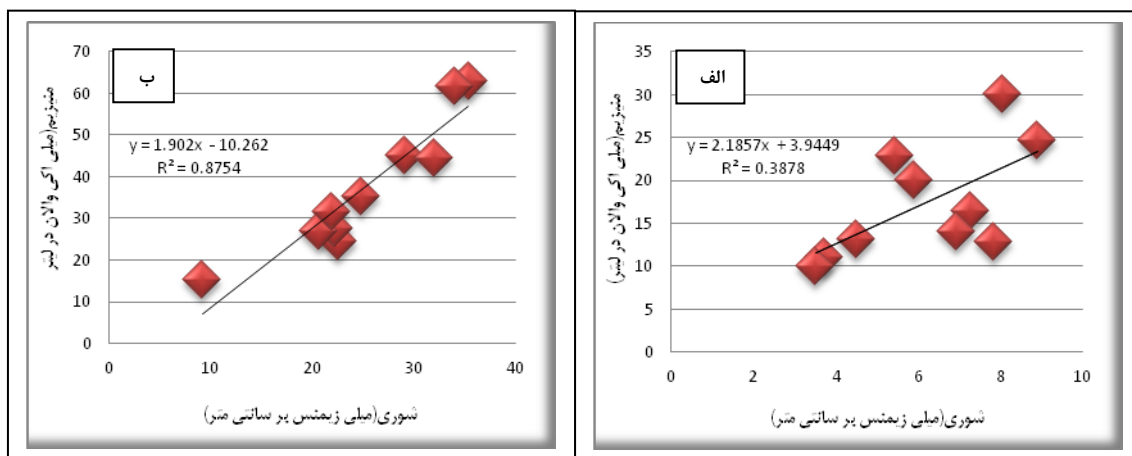 الف
منیزیم(میلی اکی والان در لیتر)
35
30
25
20
15
10
5
0
y = 2.1857x + 3.9449
R² = 0.3878
0 2 4 6 8 10
شوری(میلی زیمنس بر سانتی متر)
ب
منیزیم(میلی اکی والان در لیتر
70
60
50
40
30
20
10
0
y = 1.902x - 10.262
R² = 0.8754
0 10 20 30 40
شوری(میلی زیمنس بر سانتی متر)